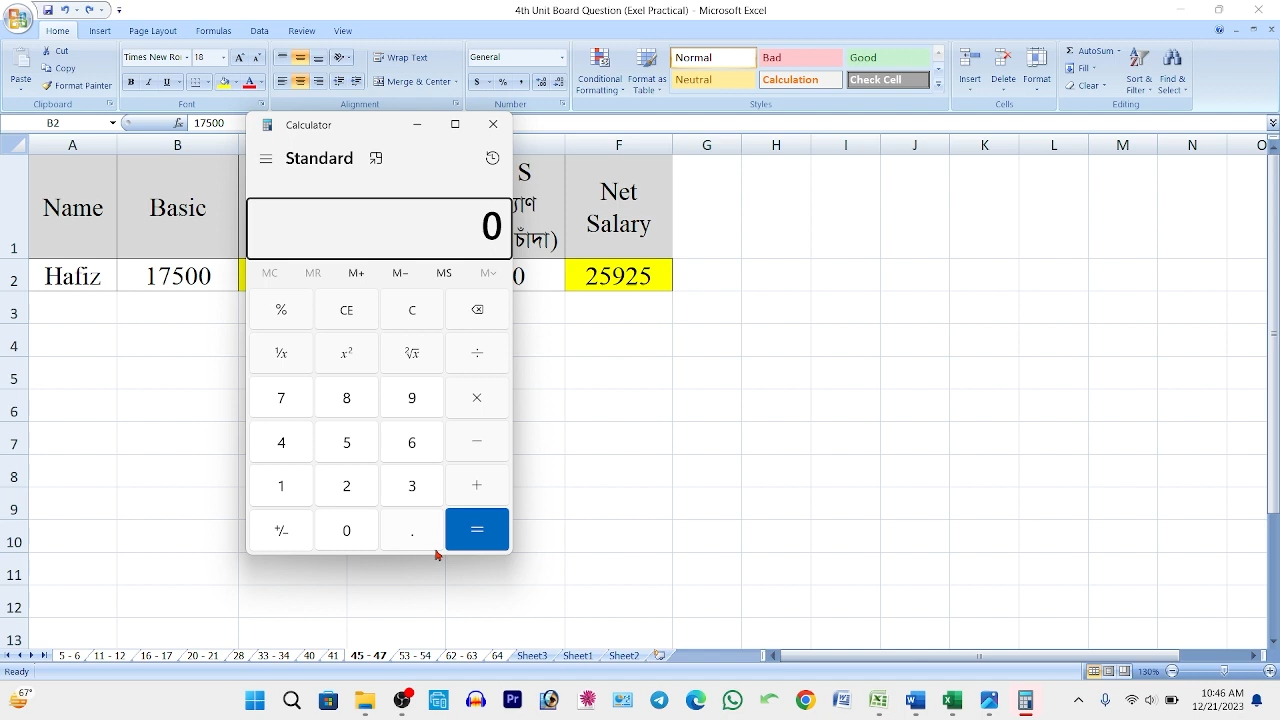 4th Unit Board Question (Exel Practical) - Microsoft Excel
Home Insert Page Layout Formulas Data Review View
Paste
Cut
Copy
Format Painter
Clipboard
Times New Ro 18
B I U
Font
Wrap Text
Merge & Center
Alignment
General
$ % ,
Number
Conditional Formatting
Format as Table
Normal Bad Good
Neutral Calculation Check Cell
Styles
Insert Delete Format
Cells
AutoSum
Fill
Clear
Sort & Filter
Find & Select
Editing
B2 fx 17500
Calculator
Standard
0
MC MR M+ M- MS M
% CE C
¹/x x² ²√x ÷
7 8 9 ×
4 5 6 −
1 2 3 +
+/- 0 . =
A B F G H I J K L M N O
1 Name Basic
S
চাঁদা)
Net Salary
2 Hafiz 17500 0 25925
3
4
5
6
7
8
9
10
11
12
13
5 - 6 11 - 12 16 - 17 20 - 21 28 33 - 34 40 41 45 - 47 53 - 54 62 - 63 64 Sheet3 Sheet1 Sheet2
Ready 130%
67°
10:46 AM
12/21/2023